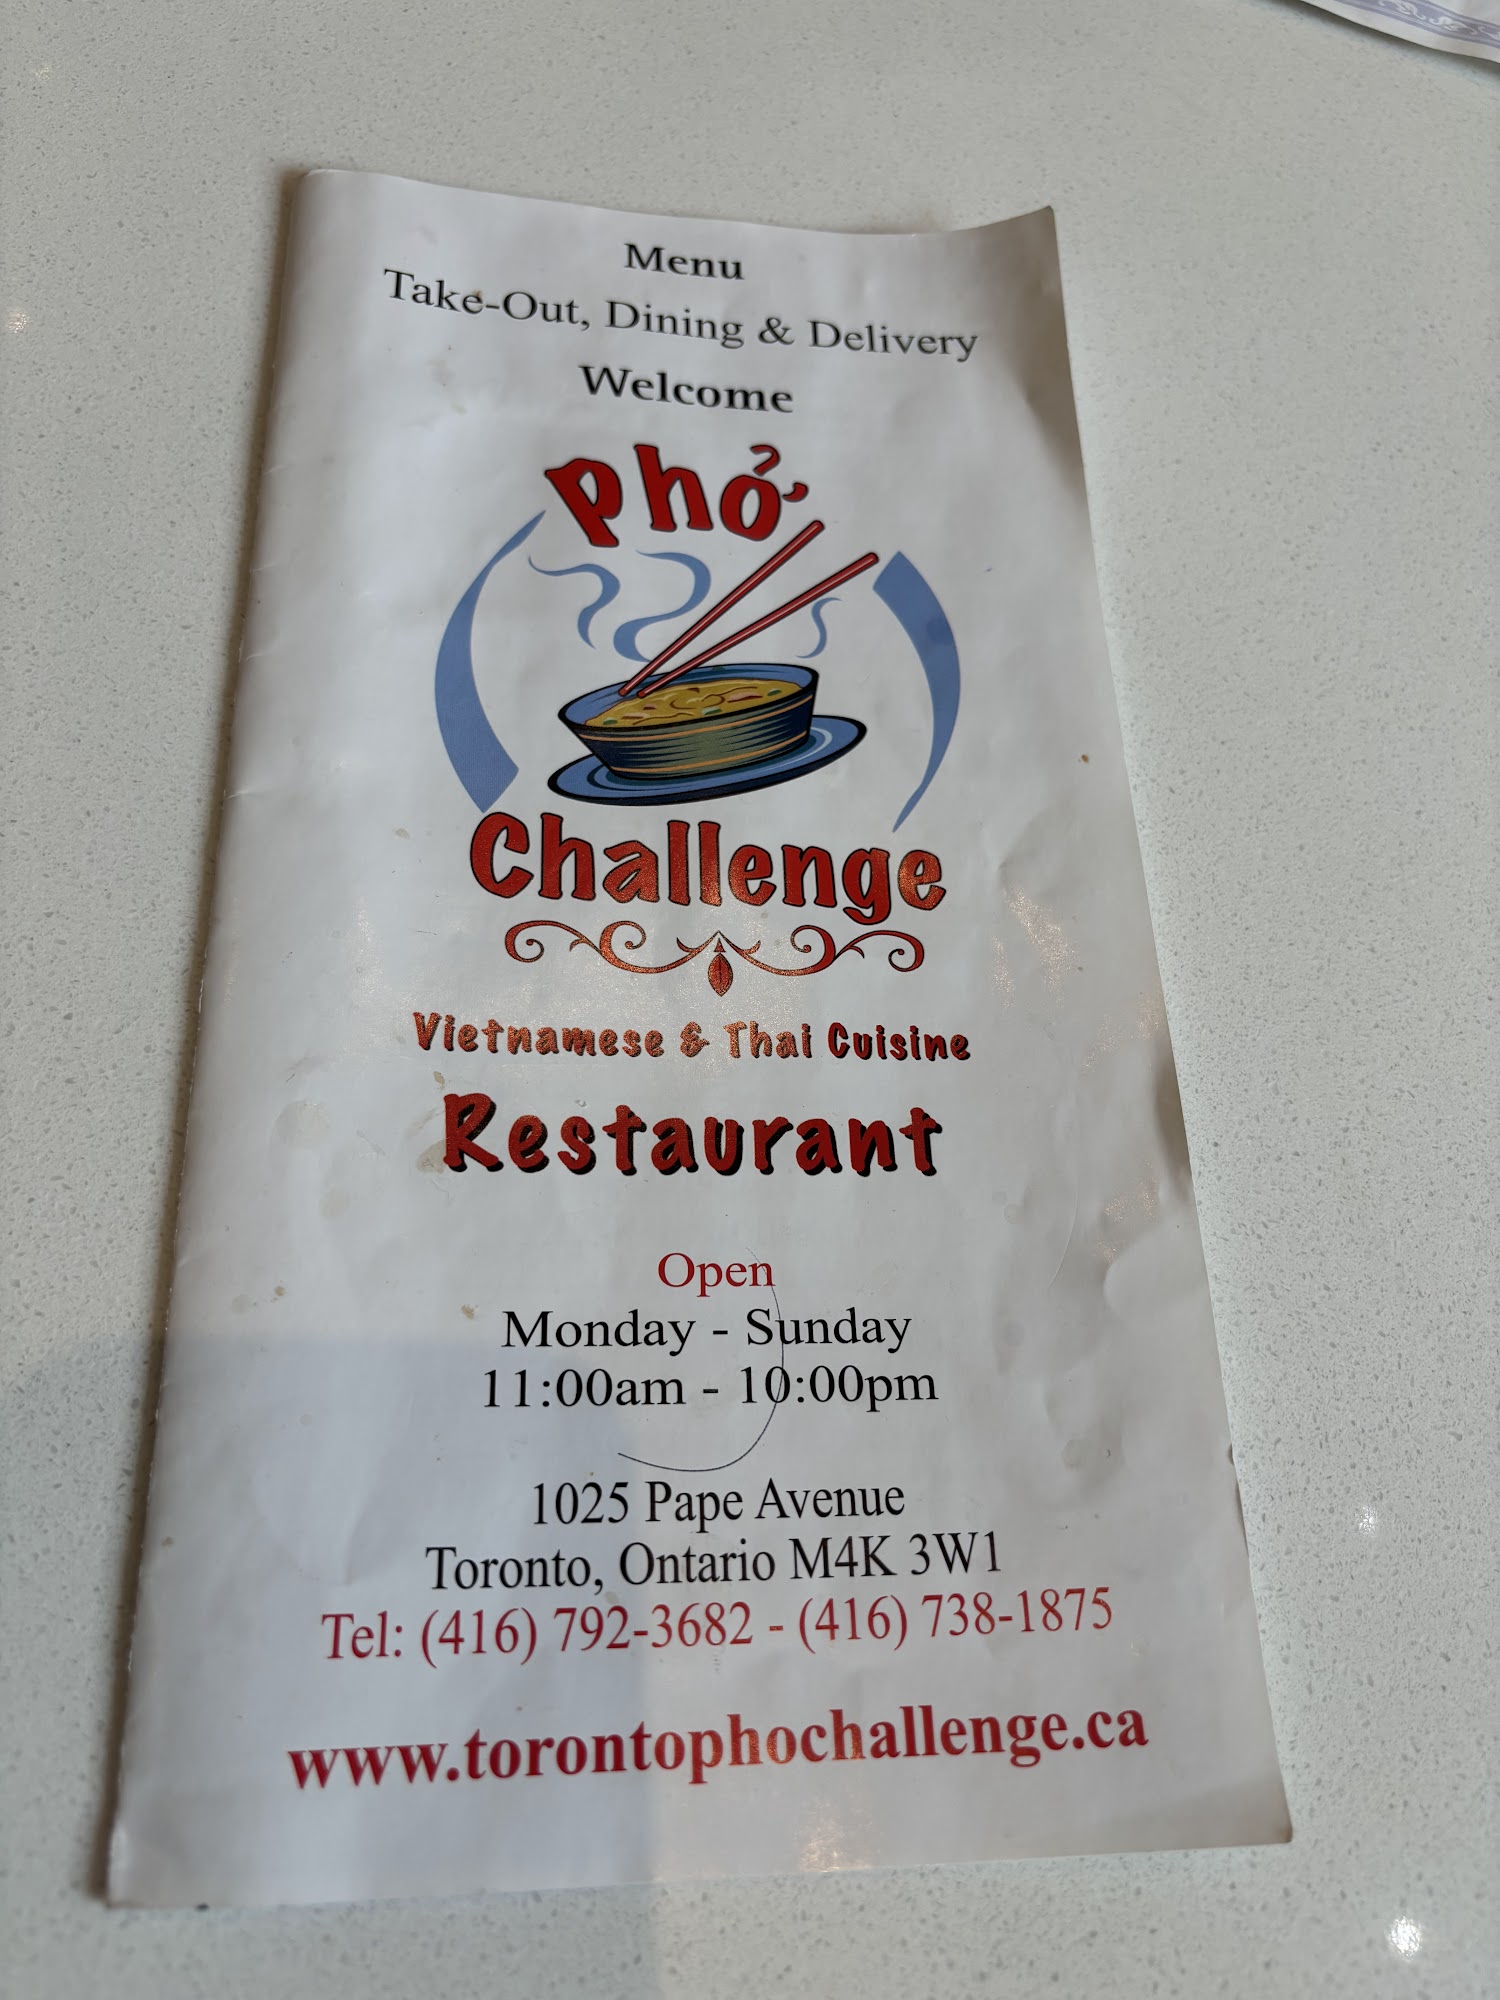 Menu
Take-Out, Dining & Delivery
Welcome
Phở
Challenge
Vietnamese & Thai Cuisine
Restaurant
Open
Monday - Sunday
11:00am - 10:00pm
1025 Pape Avenue
Toronto, Ontario M4K 3W1
Tel: (416) 792-3682 - (416) 738-1875
www.torontophochallenge.ca